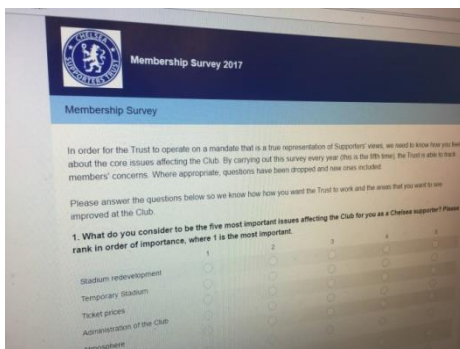 CHELSEA
SUPPORTERS TRUST
Membership Survey 2017
Membership Survey
In order for the Trust to operate on a mandate that is a true representation of Supporters' views, we need to know how you feel
about the core issues affecting the Club. By carrying out this survey every year (this is the fifth time), the Trust is able to track
members' concerns. Where appropriate, questions have been dropped and new ones included.
Please answer the questions below so we know how how you want the Trust to work and the areas that you want to see
improved at the Club.
1. What do you consider to be the five most important issues affecting the Club for you as a Chelsea supporter? Please
rank in order of importance, where 1 is the most important.
1 2 3 4 5
Stadium redevelopment
Temporary Stadium
Ticket prices
Administration of the Club
Atmosphere